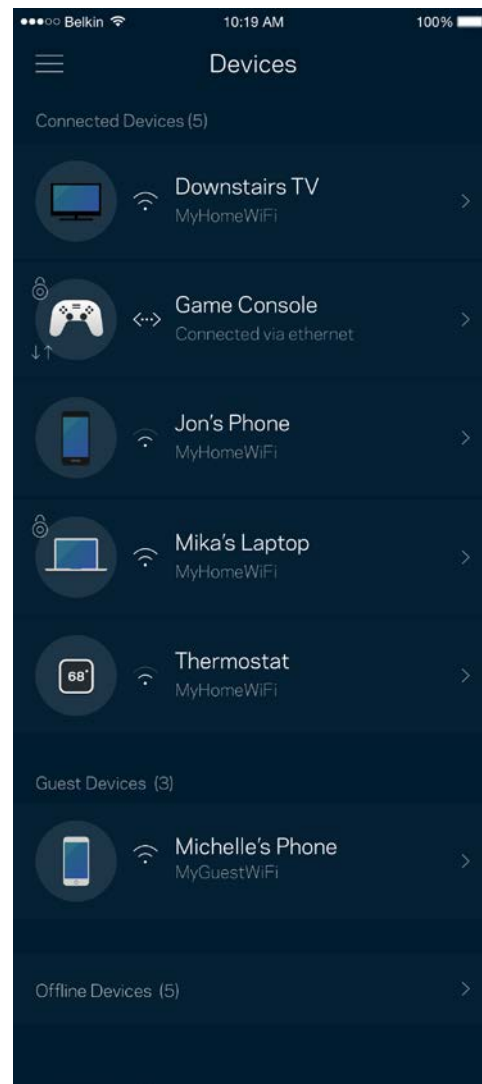 Belkin 10:19 AM 100%
Devices
Connected Devices (5)
Downstairs TV
MyHomeWiFi
Game Console
Connected via ethernet
Jon's Phone
MyHomeWiFi
Mika's Laptop
MyHomeWiFi
68°
Thermostat
MyHomeWiFi
Guest Devices (3)
Michelle's Phone
MyGuestWiFi
Offline Devices (5)